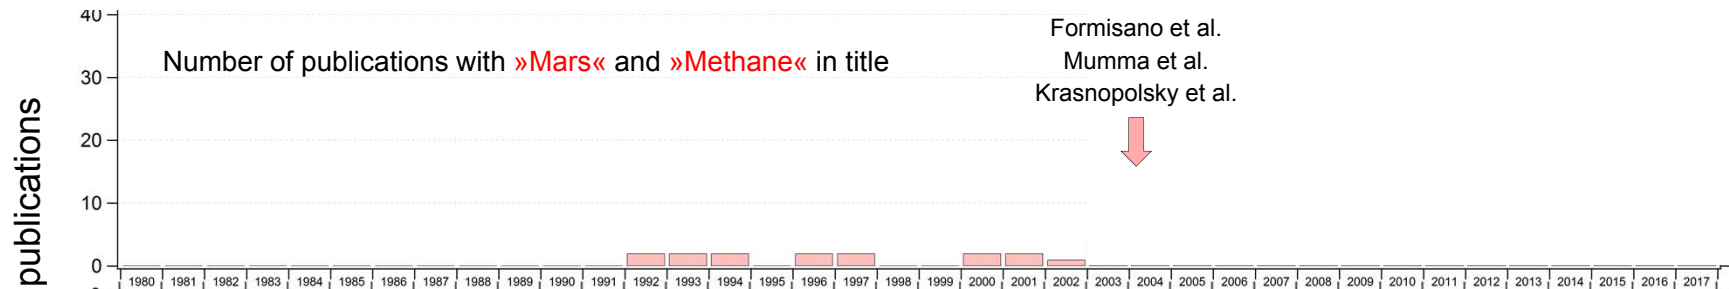 40
Number of publications with »Mars« and »Methane« in title
30
20
10
0
publications
Formisano et al.
Mumma et al.
Krasnopolsky et al.
1980 1981 1982 1983 1984 1985 1986 1987 1988 1989 1990 1991 1992 1993 1994 1995 1996 1997 1998 1999 2000 2001 2002 2003 2004 2005 2006 2007 2008 2009 2010 2011 2012 2013 2014 2015 2016 2017